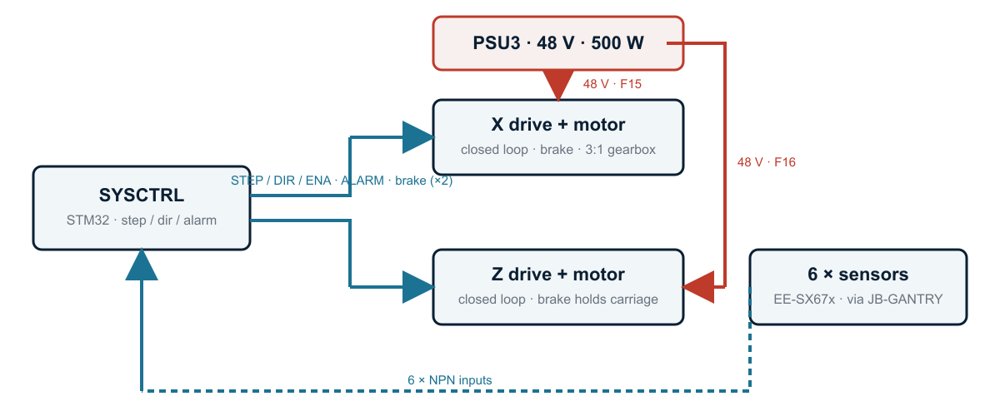 PSU3 · 48 V · 500 W
48 V · F15
X drive + motor
closed loop · brake · 3:1 gearbox
48 V · F16
STEP / DIR / ENA · ALARM · brake (×2)
SYSCTRL
STM32 · step / dir / alarm
Z drive + motor
closed loop · brake holds carriage
6 × sensors
EE-SX67x · via JB-GANTRY
6 × NPN inputs